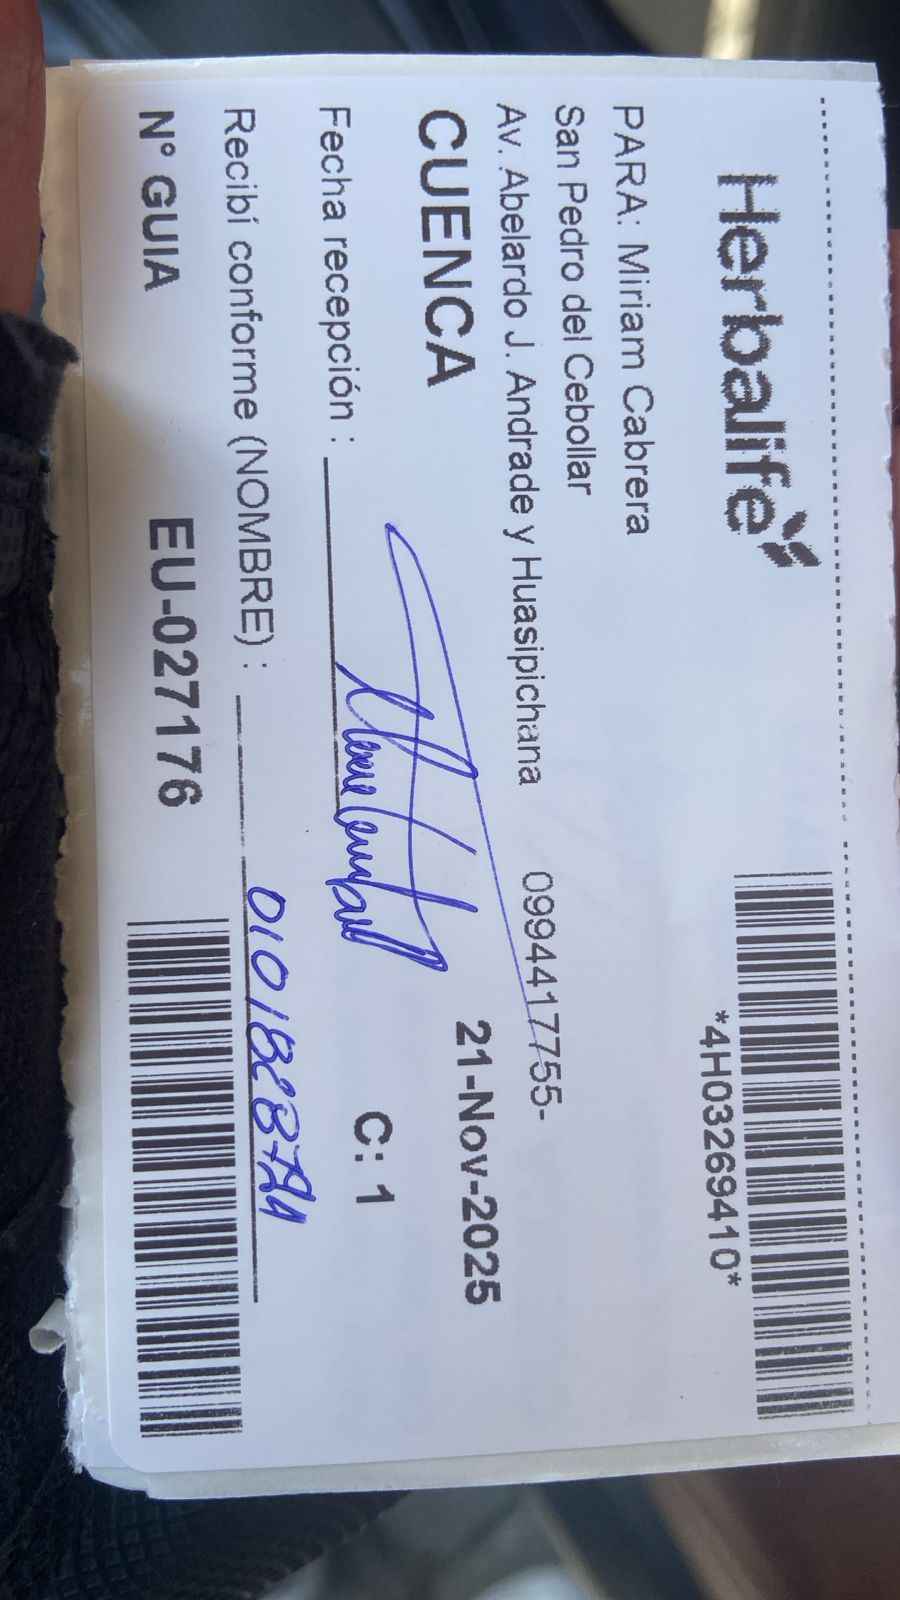 Herbalife
*4H03269410*
PARA: Miriam Cabrera
San Pedro del Cebollar
Av. Abelardo J. Andrade y Huasipichana 0994417755-
CUENCA 21-Nov-2025
Fecha recepción :
C: 1
Recibí conforme (NOMBRE) :
N° GUIA EU-027176